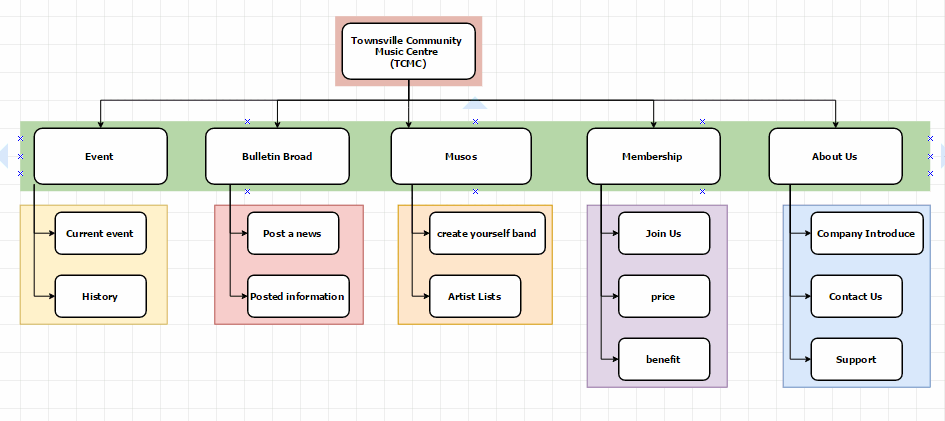 Townsville Community
Music Centre
(TCMC)
Event
Bulletin Broad
Musos
Membership
About Us
Current event
Post a news
create yourself band
Join Us
Company Introduce
History
Posted information
Artist Lists
price
Contact Us
benefit
Support